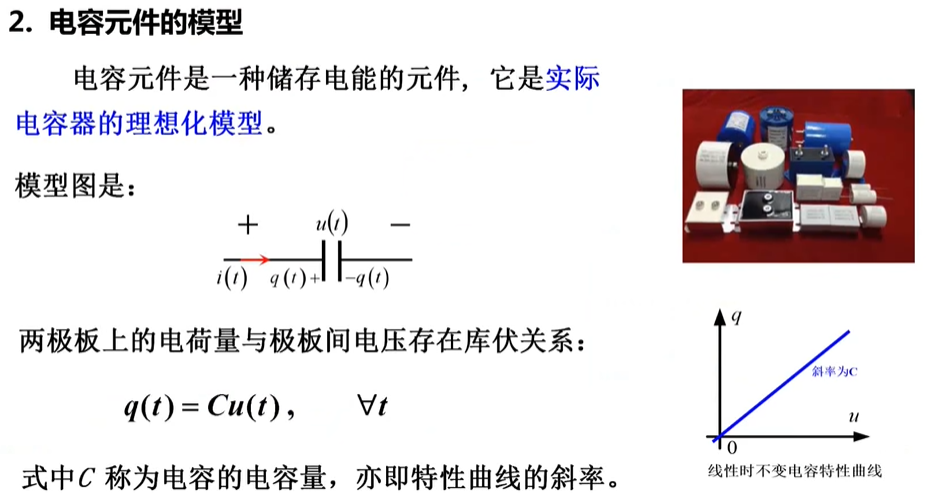 2. 电容元件的模型
电容元件是一种储存电能的元件, 它是实际
电容器的理想化模型。
模型图是:
+ u(t) −
i(t) q(t)+ −q(t)
两极板上的电荷量与极板间电压存在库伏关系:
q(t) = Cu(t), ∀t
式中C 称为电容的电容量，亦即特性曲线的斜率。
q
斜率为C
u
0
线性时不变电容特性曲线